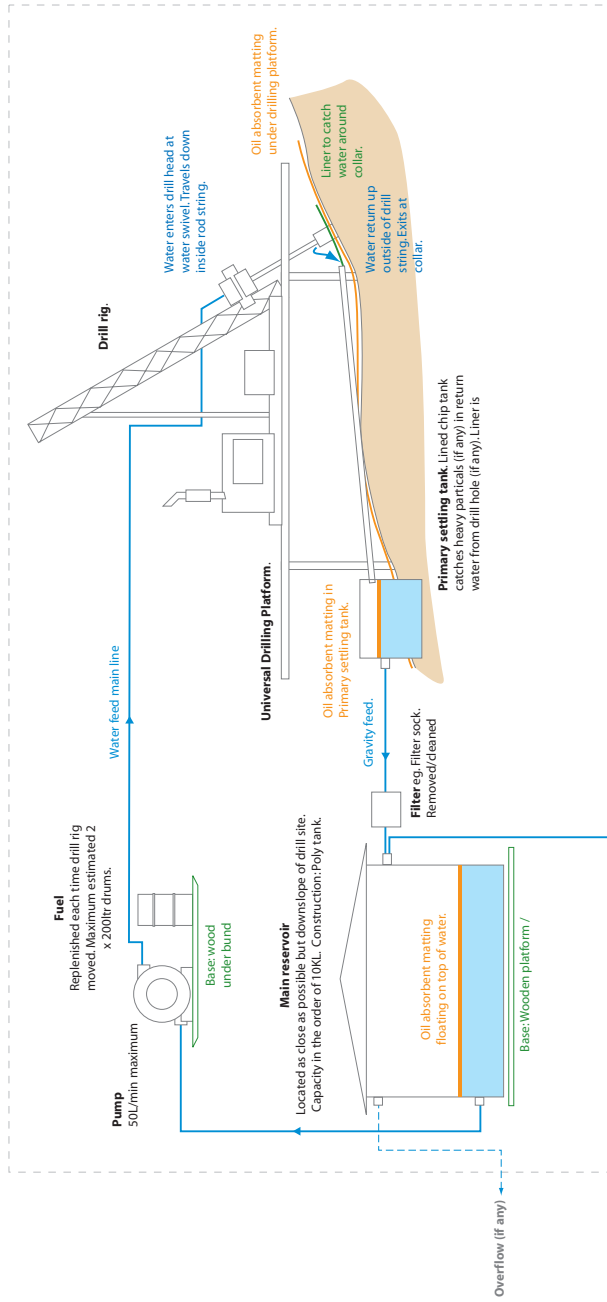 Pump
50L/min maximum
Fuel
Replenished each time drill rig
moved. Maximum estimated 2
x 200ltr drums.
Base: wood
under bund
Water feed main line
Drill rig.
Water enters drill head at
water swivel. Travels down
inside rod string.
Oil absorbent matting
under drilling platform.
Liner to catch
water around
collar.
Water return up
outside of drill
string. Exits at
collar.
Universal Drilling Platform.
Oil absorbent matting in
Primary settling tank.
Primary settling tank. Lined chip tank
catches heavy particals (if any) in return
water from drill hole (if any). Liner is
Gravity feed.
Filter eg. Filter sock.
Removed/cleaned
Main reservoir
Located as close as possible but downslope of drill site.
Capacity in the order of 10KL. Construction: Poly tank.
Oil absorbent matting
floating on top of water.
Base: Wooden platform /
Overflow (if any)